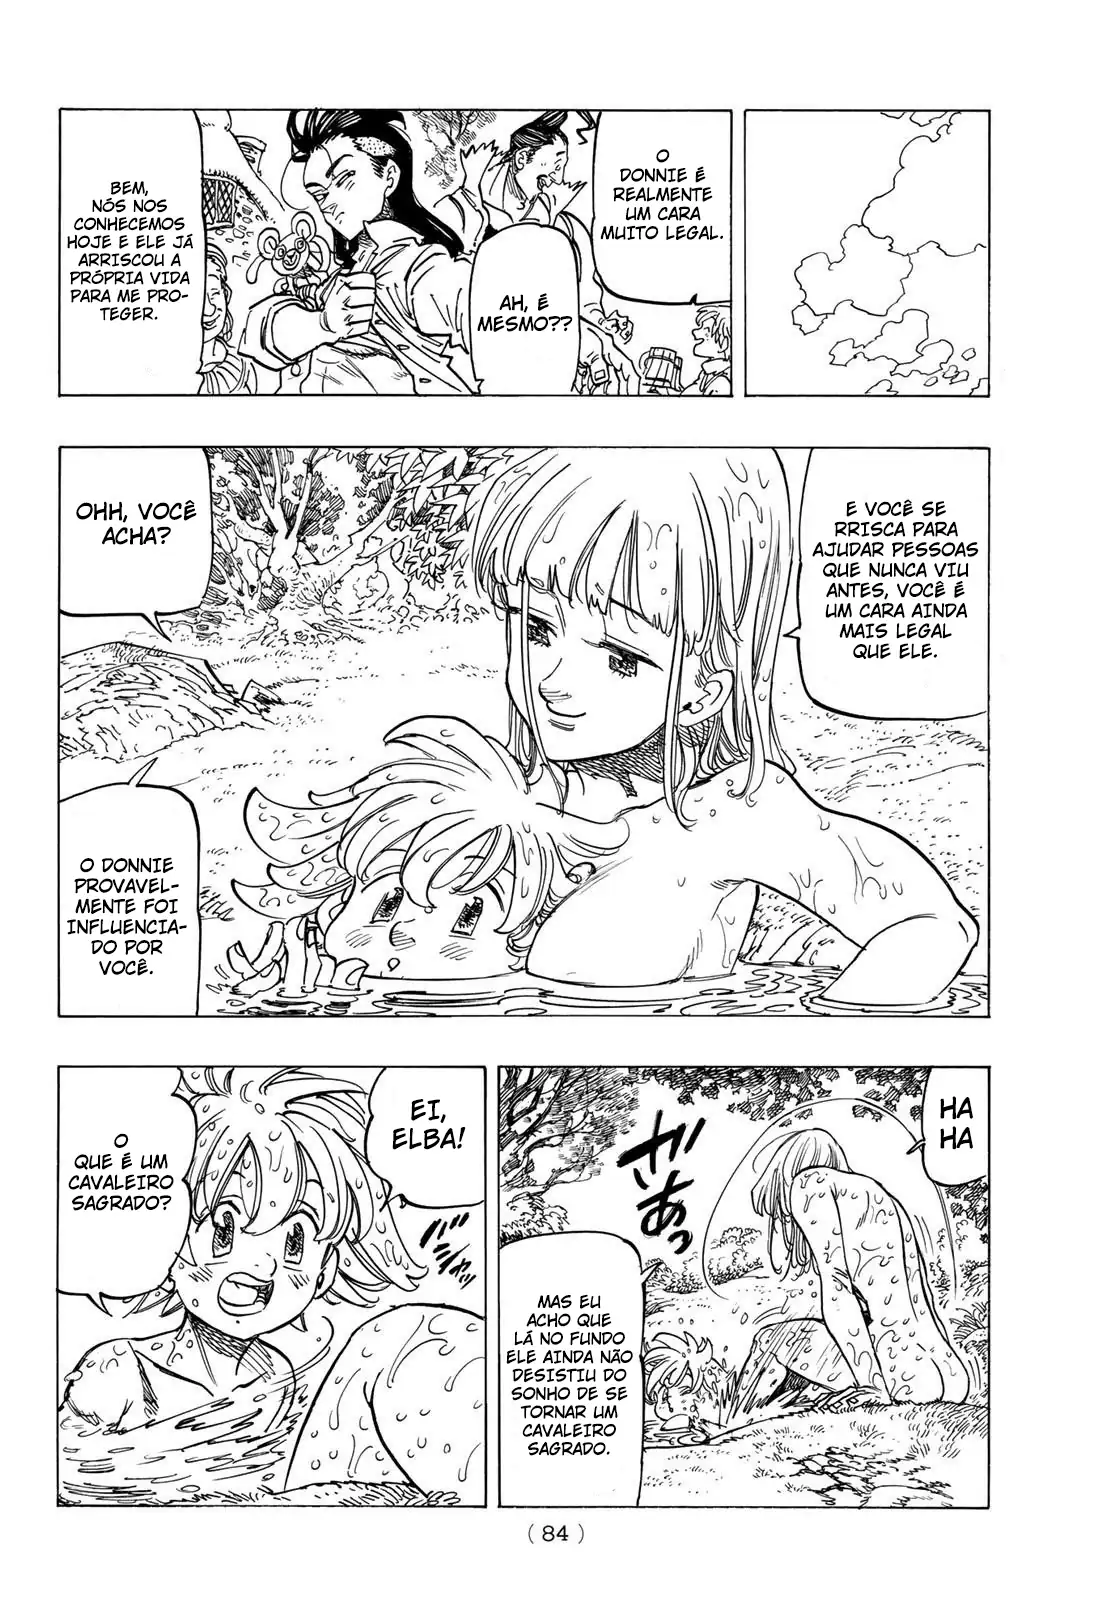 O
DONNIE É
REALMENTE
UM CARA
MUITO LEGAL.
AH, É
MESMO??
BEM,
NÓS NOS
CONHECEMOS
HOJE E ELE JÁ
ARRISCOU A
PRÓPRIA VIDA
PARA ME PRO-
TEGER.
E VOCÊ SE
RRISCA PARA
AJUDAR PESSOAS
QUE NUNCA VIU
ANTES, VOCÊ É
UM CARA AINDA
MAIS LEGAL
QUE ELE.
OHH, VOCÊ
ACHA?
O DONNIE
PROVAVEL-
MENTE FOI
INFLUENCIA-
DO POR
VOCÊ.
HA
HA
ザバァっ
MAS EU
ACHO QUE
LÁ NO FUNDO
ELE AINDA NÃO
DESISTIU DO
SONHO DE SE
TORNAR UM
CAVALEIRO
SAGRADO.
EI,
ELBA!
O
QUE É UM
CAVALEIRO
SAGRADO?
(84)